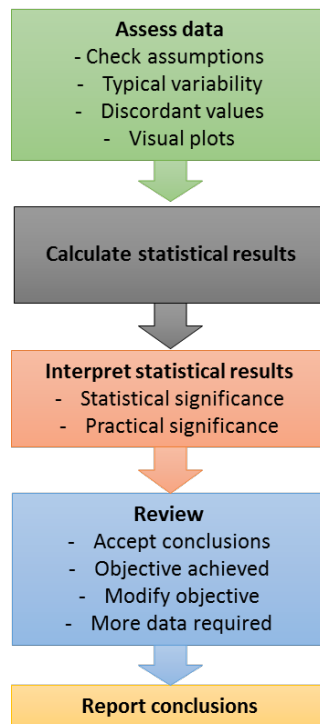 Assess data
- Check assumptions
- Typical variability
- Discordant values
- Visual plots
Calculate statistical results
Interpret statistical results
- Statistical significance
- Practical significance
Review
- Accept conclusions
- Objective achieved
- Modify objective
- More data required
Report conclusions